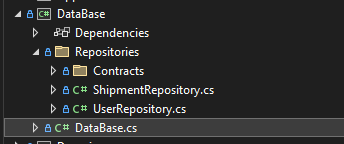 C# DataBase
Dependencies
Repositories
Contracts
C# ShipmentRepository.cs
C# UserRepository.cs
C# DataBase.cs